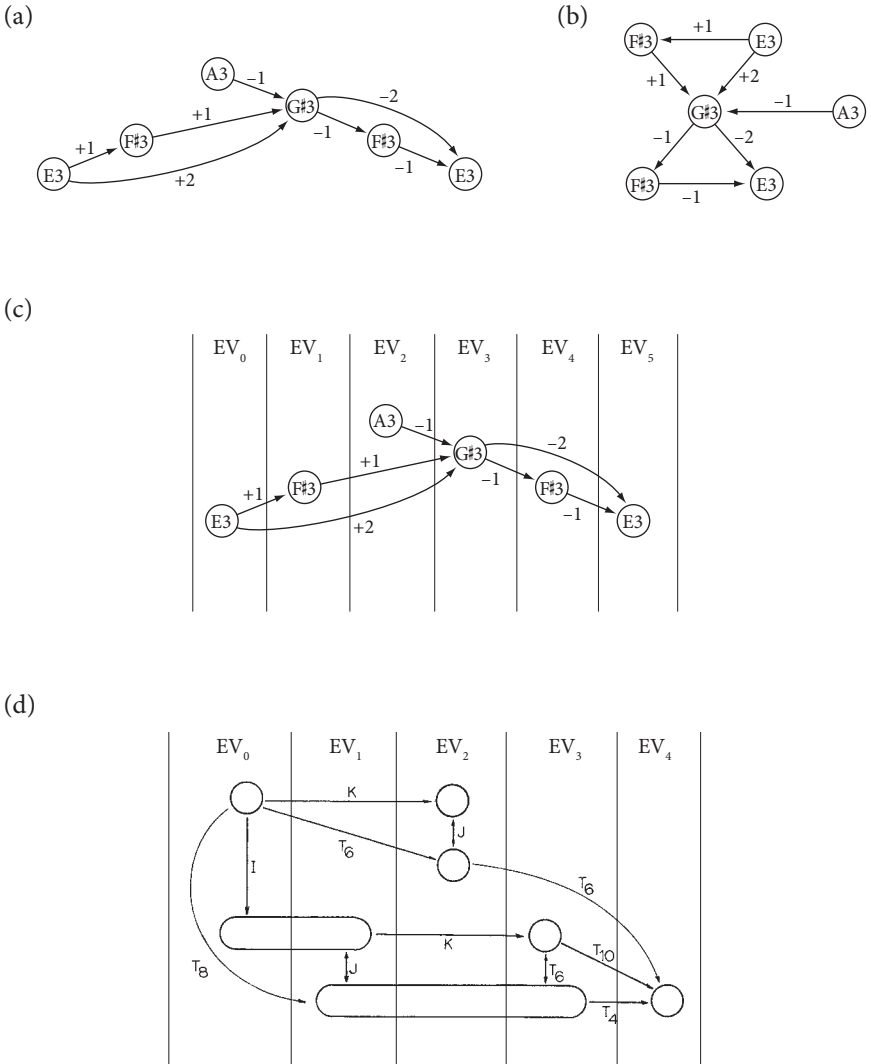 (a)
A3
–1
G♯3
–2
+1
F♯3
–1
F♯3
+1
–1
E3
E3
+2
(b)
F♯3
+1
E3
+1
+2
G♯3
–1
A3
–1
–2
F♯3
–1
E3
(c)
EV₀ EV₁ EV₂ EV₃ EV₄ EV₅
A3
–1
G♯3
–2
+1
–1
+1
F♯3
F♯3
–1
E3
E3
+2
(d)
EV₀ EV₁ EV₂ EV₃ EV₄
K
J
T₆
I
T₆
K
T₁₀
T₈
J
T₆
T₄